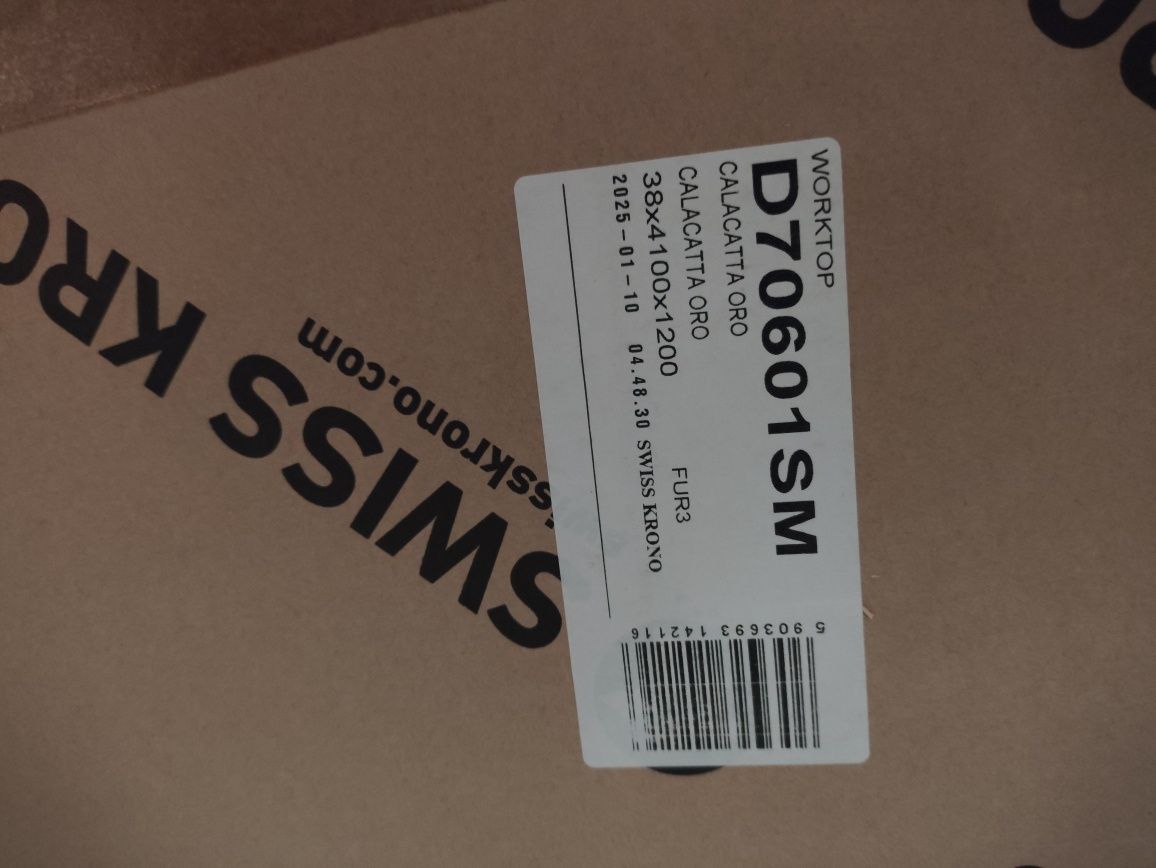 WORKTOP
D70601SM
CALACATTA ORO
CALACATTA ORO
38x4100x1200 FUR3
2025-01-10 04.48.30 SWISS KRONO
5 903693 142116
SWISS KRO
sskrono.com